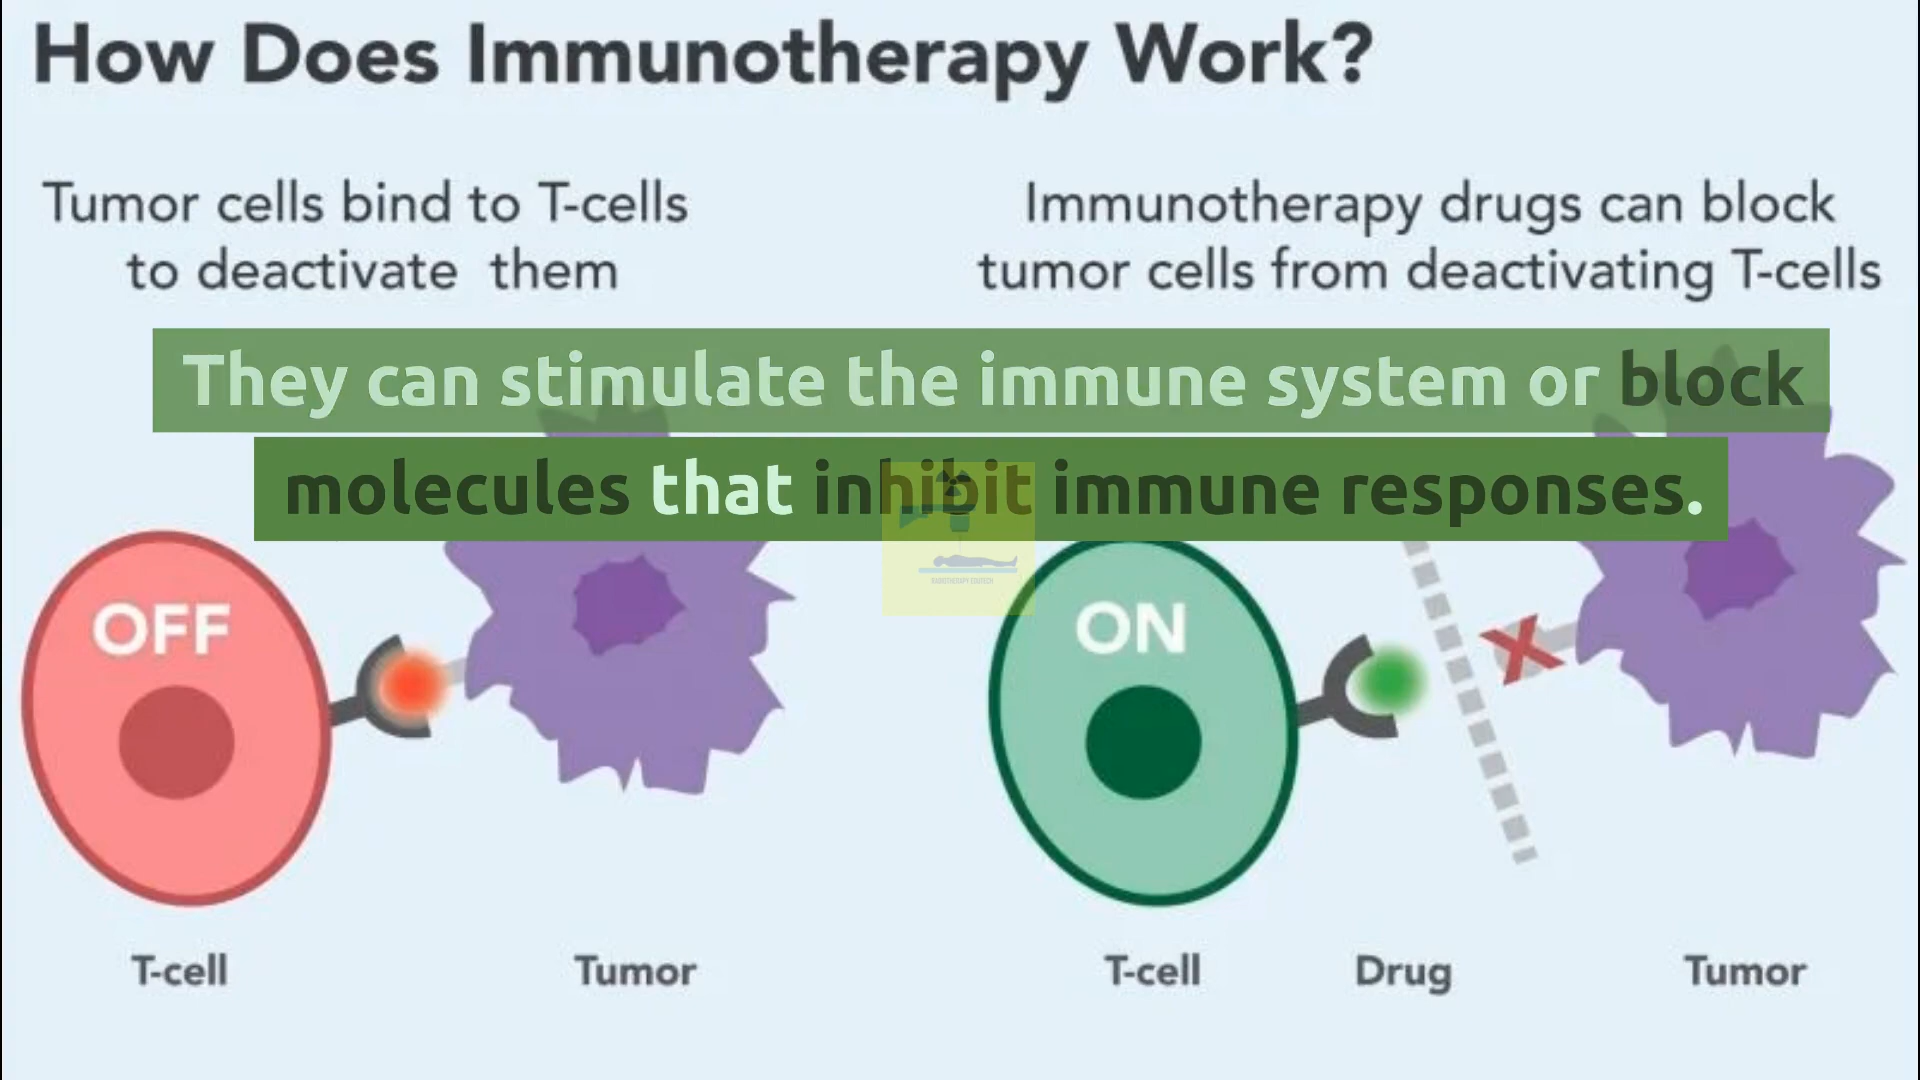 How Does Immunotherapy Work?
Tumor cells bind to T-cells
to deactivate them
Immunotherapy drugs can block
tumor cells from deactivating T-cells
They can stimulate the immune system or block
molecules that inhibit immune responses.
OFF
ON
T-cell
Tumor
T-cell
Drug
Tumor